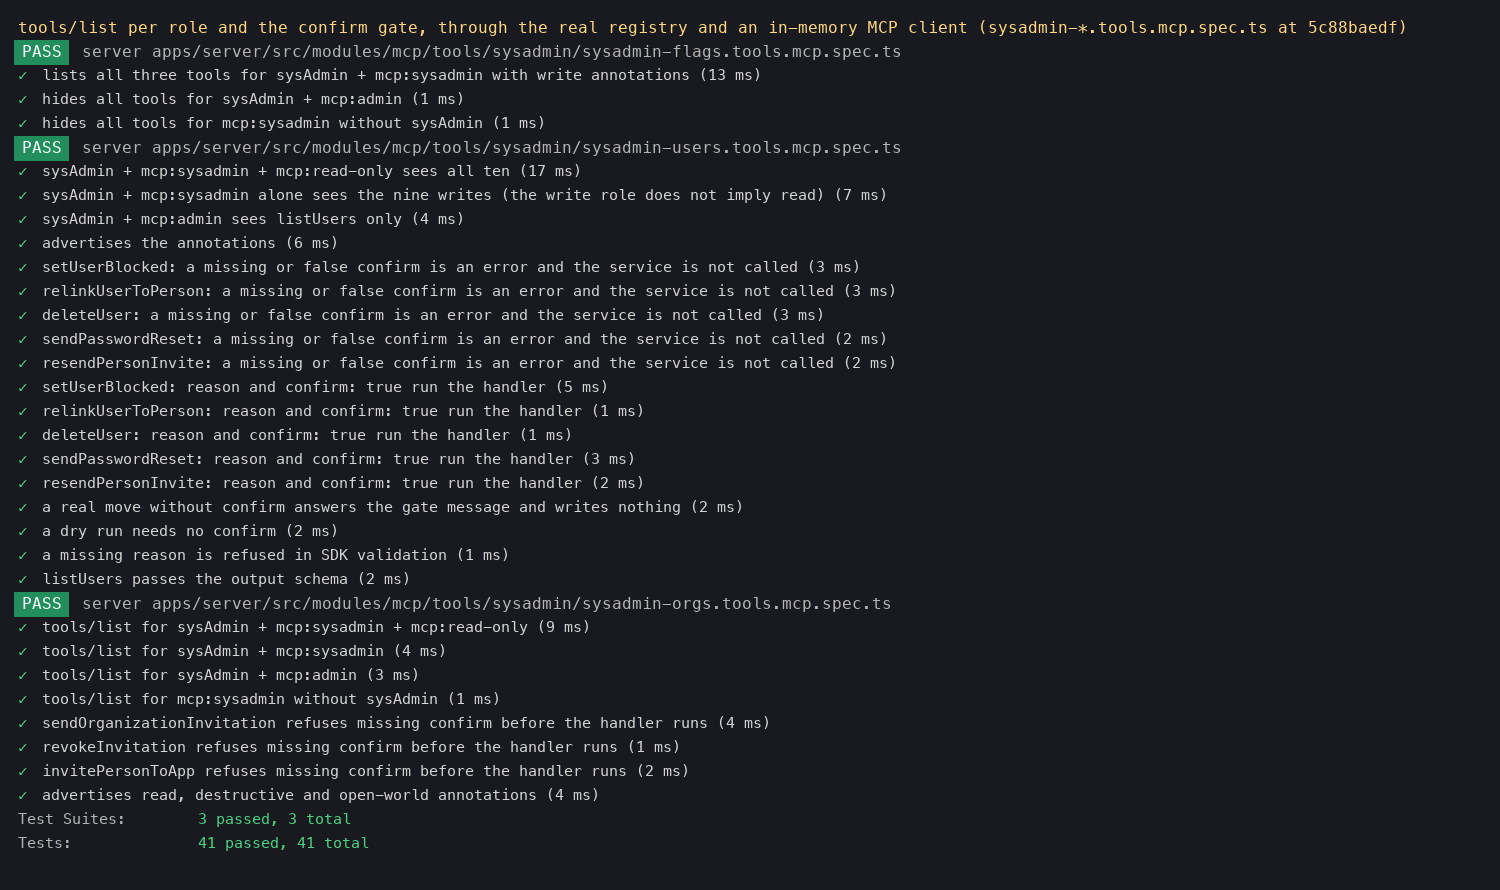 tools/list per role and the confirm gate, through the real registry and an in-memory MCP client (sysadmin-*.tools.mcp.spec.ts at 5c88baedf)
PASS server apps/server/src/modules/mcp/tools/sysadmin/sysadmin-flags.tools.mcp.spec.ts
✓ lists all three tools for sysAdmin + mcp:sysadmin with write annotations (13 ms)
✓ hides all tools for sysAdmin + mcp:admin (1 ms)
✓ hides all tools for mcp:sysadmin without sysAdmin (1 ms)
PASS server apps/server/src/modules/mcp/tools/sysadmin/sysadmin-users.tools.mcp.spec.ts
✓ sysAdmin + mcp:sysadmin + mcp:read-only sees all ten (17 ms)
✓ sysAdmin + mcp:sysadmin alone sees the nine writes (the write role does not imply read) (7 ms)
✓ sysAdmin + mcp:admin sees listUsers only (4 ms)
✓ advertises the annotations (6 ms)
✓ setUserBlocked: a missing or false confirm is an error and the service is not called (3 ms)
✓ relinkUserToPerson: a missing or false confirm is an error and the service is not called (3 ms)
✓ deleteUser: a missing or false confirm is an error and the service is not called (3 ms)
✓ sendPasswordReset: a missing or false confirm is an error and the service is not called (2 ms)
✓ resendPersonInvite: a missing or false confirm is an error and the service is not called (2 ms)
✓ setUserBlocked: reason and confirm: true run the handler (5 ms)
✓ relinkUserToPerson: reason and confirm: true run the handler (1 ms)
✓ deleteUser: reason and confirm: true run the handler (1 ms)
✓ sendPasswordReset: reason and confirm: true run the handler (3 ms)
✓ resendPersonInvite: reason and confirm: true run the handler (2 ms)
✓ a real move without confirm answers the gate message and writes nothing (2 ms)
✓ a dry run needs no confirm (2 ms)
✓ a missing reason is refused in SDK validation (1 ms)
✓ listUsers passes the output schema (2 ms)
PASS server apps/server/src/modules/mcp/tools/sysadmin/sysadmin-orgs.tools.mcp.spec.ts
✓ tools/list for sysAdmin + mcp:sysadmin + mcp:read-only (9 ms)
✓ tools/list for sysAdmin + mcp:sysadmin (4 ms)
✓ tools/list for sysAdmin + mcp:admin (3 ms)
✓ tools/list for mcp:sysadmin without sysAdmin (1 ms)
✓ sendOrganizationInvitation refuses missing confirm before the handler runs (4 ms)
✓ revokeInvitation refuses missing confirm before the handler runs (1 ms)
✓ invitePersonToApp refuses missing confirm before the handler runs (2 ms)
✓ advertises read, destructive and open-world annotations (4 ms)
Test Suites: 3 passed, 3 total
Tests: 41 passed, 41 total